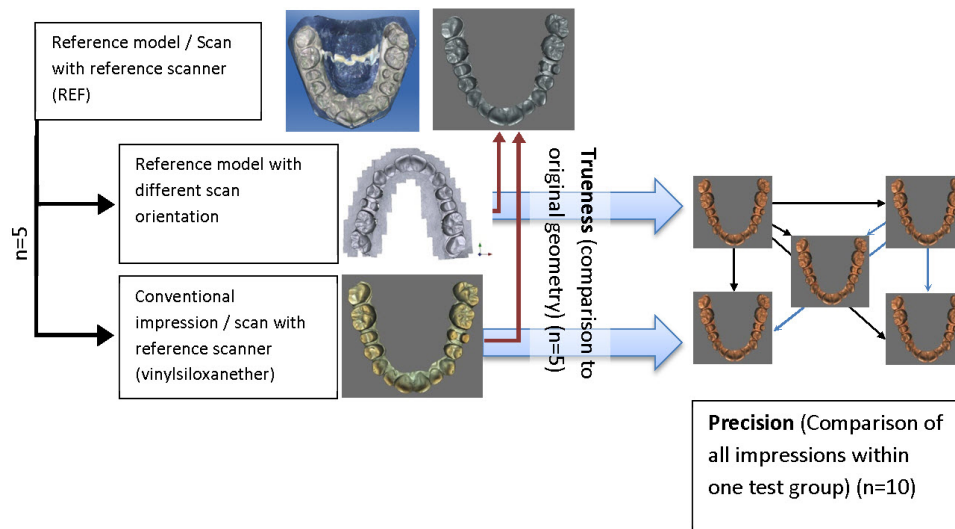 Reference model / Scan
with reference scanner
(REF)
Reference model with
different scan
orientation
n=5
Conventional
impression / scan with
reference scanner
(vinylsiloxanether)
Trueness (comparison to
original geometry) (n=5)
Precision (Comparison of
all impressions within
one test group) (n=10)